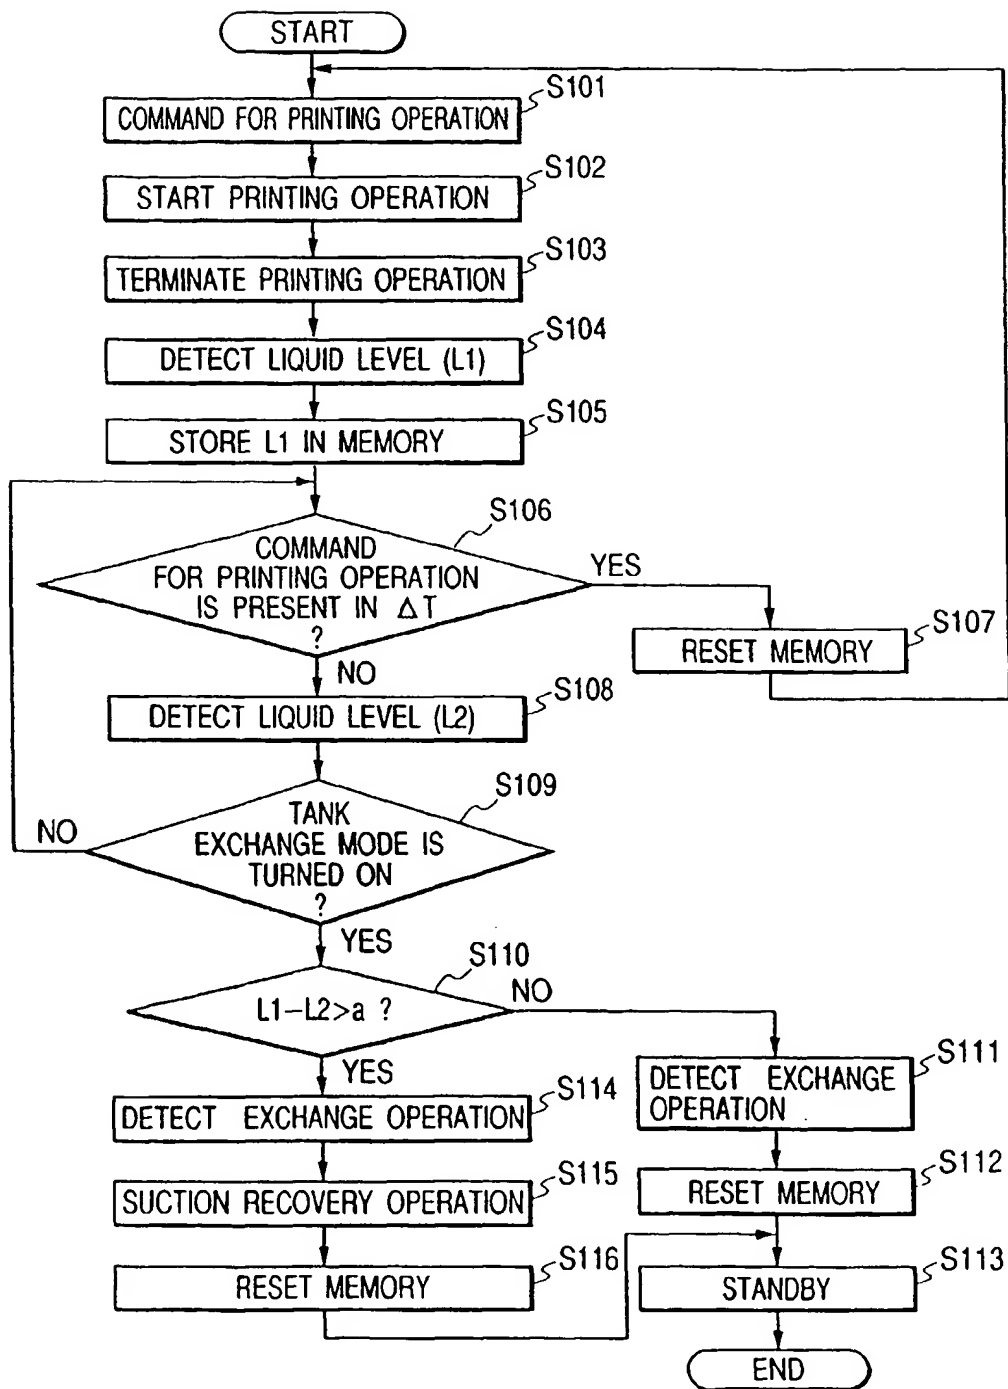 START
S101
COMMAND FOR PRINTING OPERATION
S102
START PRINTING OPERATION
S103
TERMINATE PRINTING OPERATION
S104
DETECT LIQUID LEVEL (L1)
S105
STORE L1 IN MEMORY
S106
COMMAND
FOR PRINTING OPERATION
IS PRESENT IN ΔT
?
YES
S107
RESET MEMORY
NO
S108
DETECT LIQUID LEVEL (L2)
S109
TANK
EXCHANGE MODE IS
TURNED ON
?
NO
YES
S110
L1-L2>a ?
NO
S111
DETECT EXCHANGE
OPERATION
YES
S114
DETECT EXCHANGE OPERATION
S112
RESET MEMORY
S115
SUCTION RECOVERY OPERATION
S116
RESET MEMORY
S113
STANDBY
END